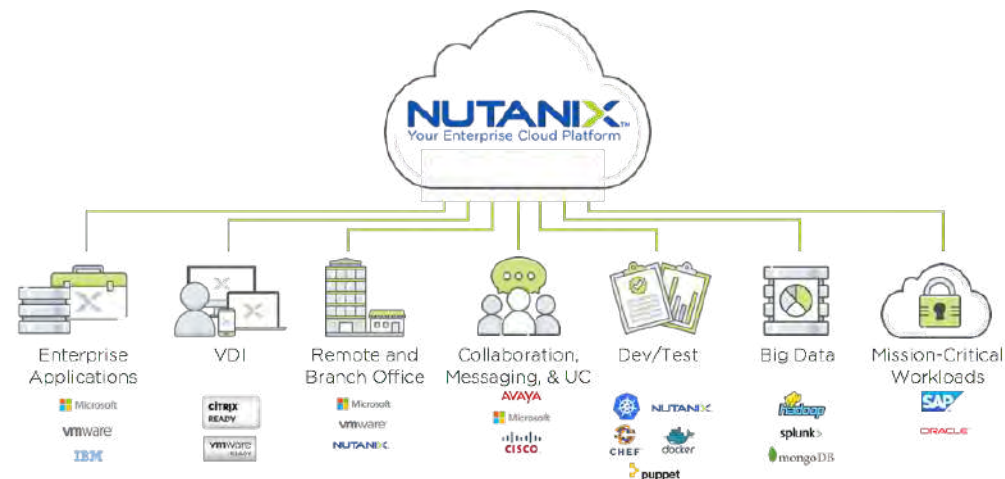 NUTANIX™
Your Enterprise Cloud Platform
Enterprise
Applications
Microsoft
vmware
IBM
VDI
CITRIX
READY
vmware
READY
Remote and
Branch Office
Microsoft
vmware
NUTANIX
Collaboration,
Messaging, & UC
AVAYA
Microsoft
CISCO
Dev/Test
NUTANIX
CHEF
docker
puppet
Big Data
hadoop
splunk>
mongoDB
Mission-Critical
Workloads
SAP
ORACLE